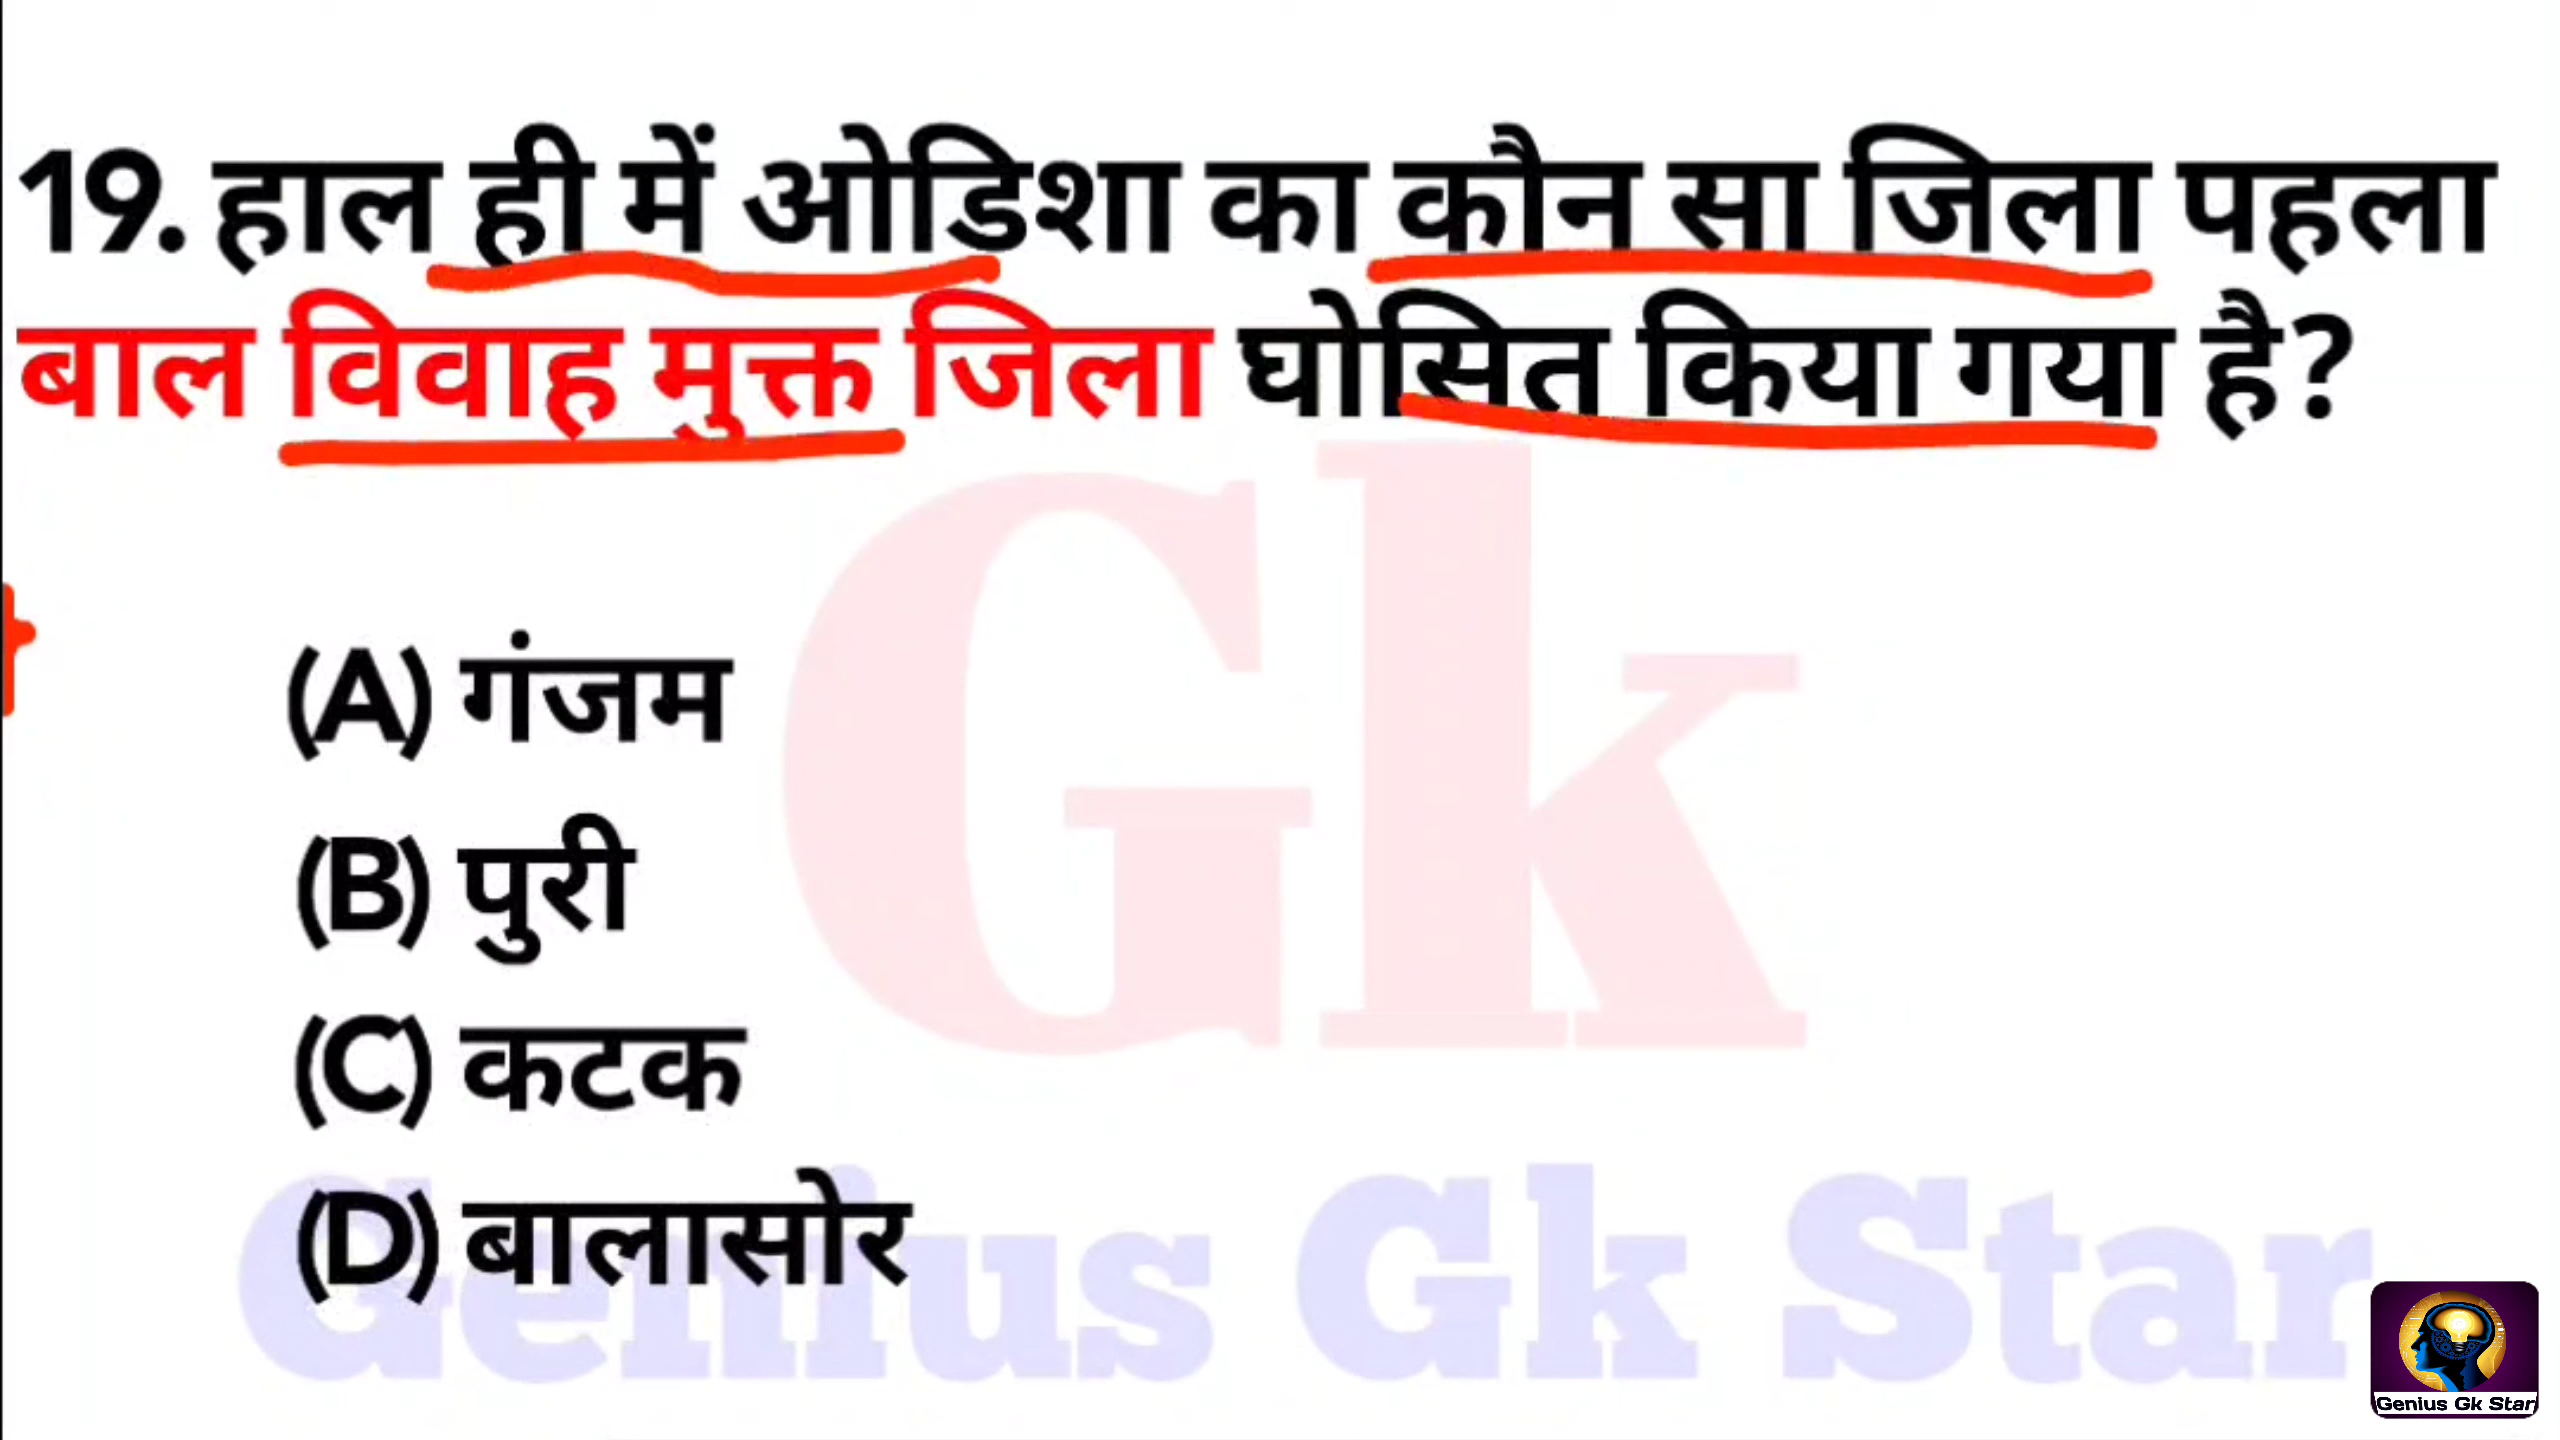 19. हाल ही में ओडिशा का कौन सा जिला पहला
बाल विवाह मुक्त जिला घोसित किया गया है?
Gk
(A) गंजम
(B) पुरी
(C) कटक
(D) बालासोर
Genius Gk Star
Genius Gk Star